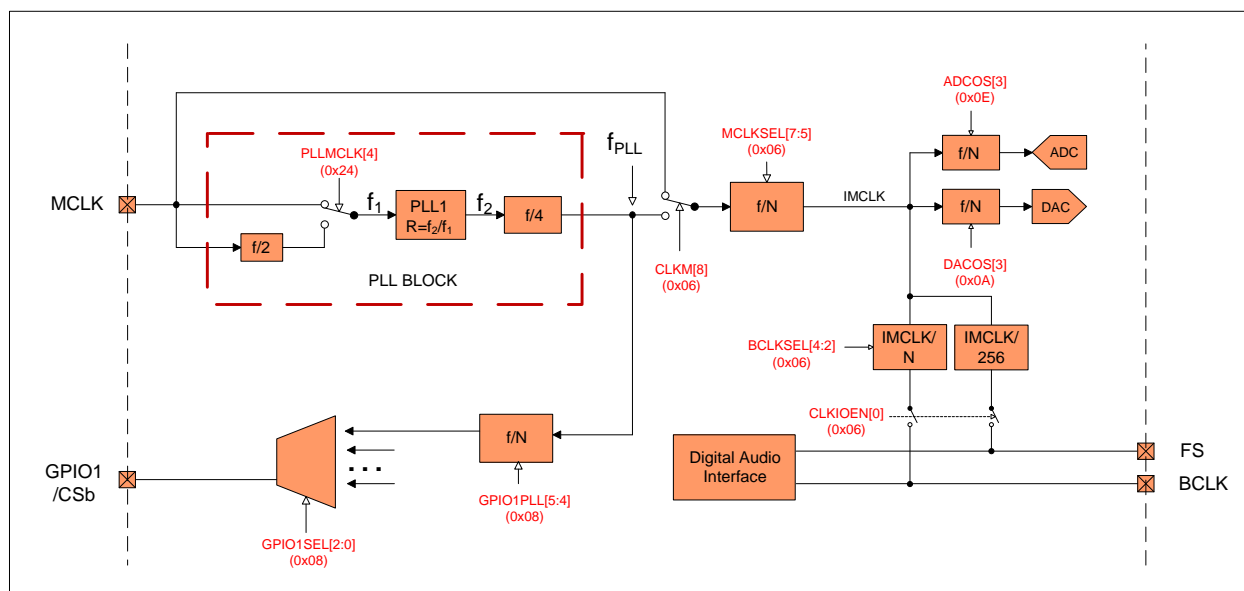 ADCOS[3]
(0x0E)
f/N
ADC
MCLKSEL[7:5]
(0x06)
f/N
IMCLK
f/N
DAC
DACOS[3]
(0x0A)
fPLL
PLLMCLK[4]
(0x24)
MCLK
f1
PLL1
R=f2/f1
f2
f/4
f/2
PLL BLOCK
CLKM[8]
(0x06)
BCLKSEL[4:2]
(0x06)
IMCLK/
N
IMCLK/
256
CLKIOEN[0]
(0x06)
GPIO1
/CSb
f/N
...
GPIO1PLL[5:4]
(0x08)
GPIO1SEL[2:0]
(0x08)
Digital Audio
Interface
FS
BCLK